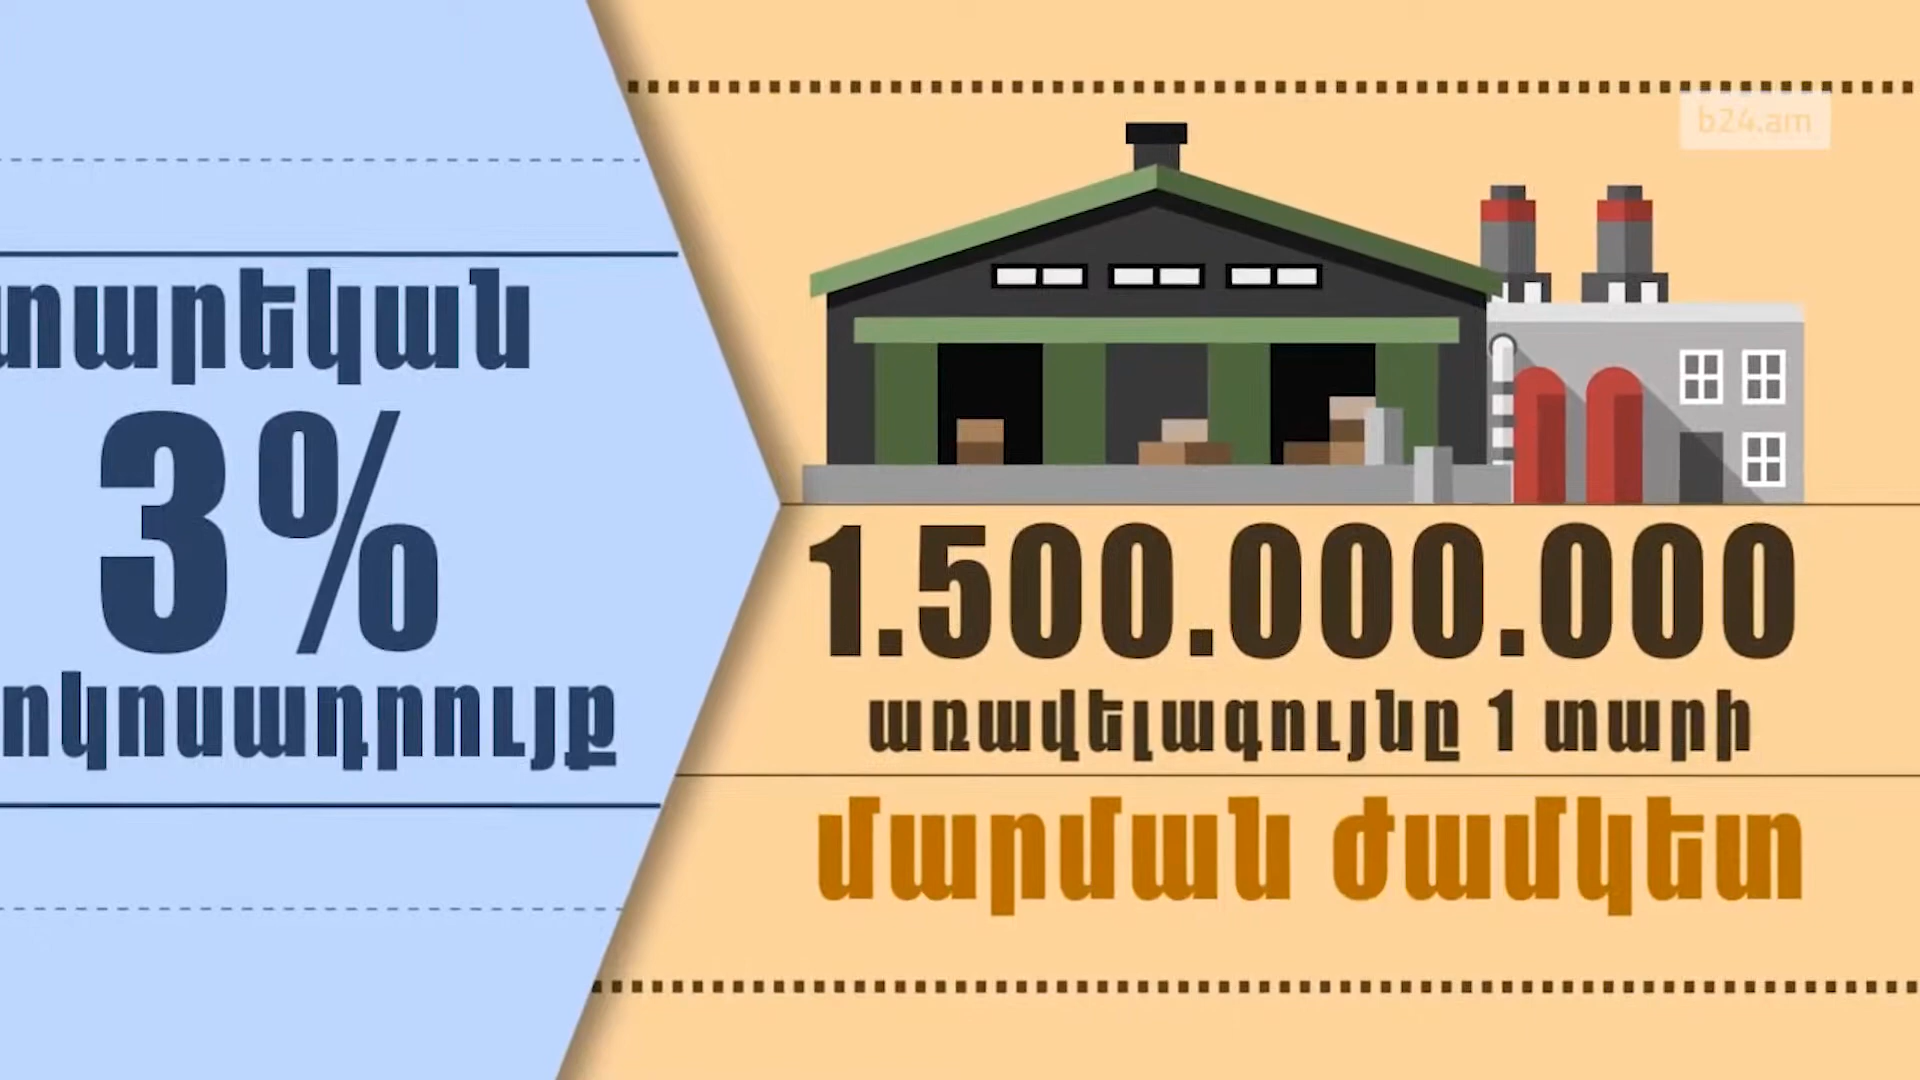 տարեկան
3%
տոկոսադրույք
b24.am
1.500.000.000
առավելագույնը 1 տարի
մարման ժամկետ